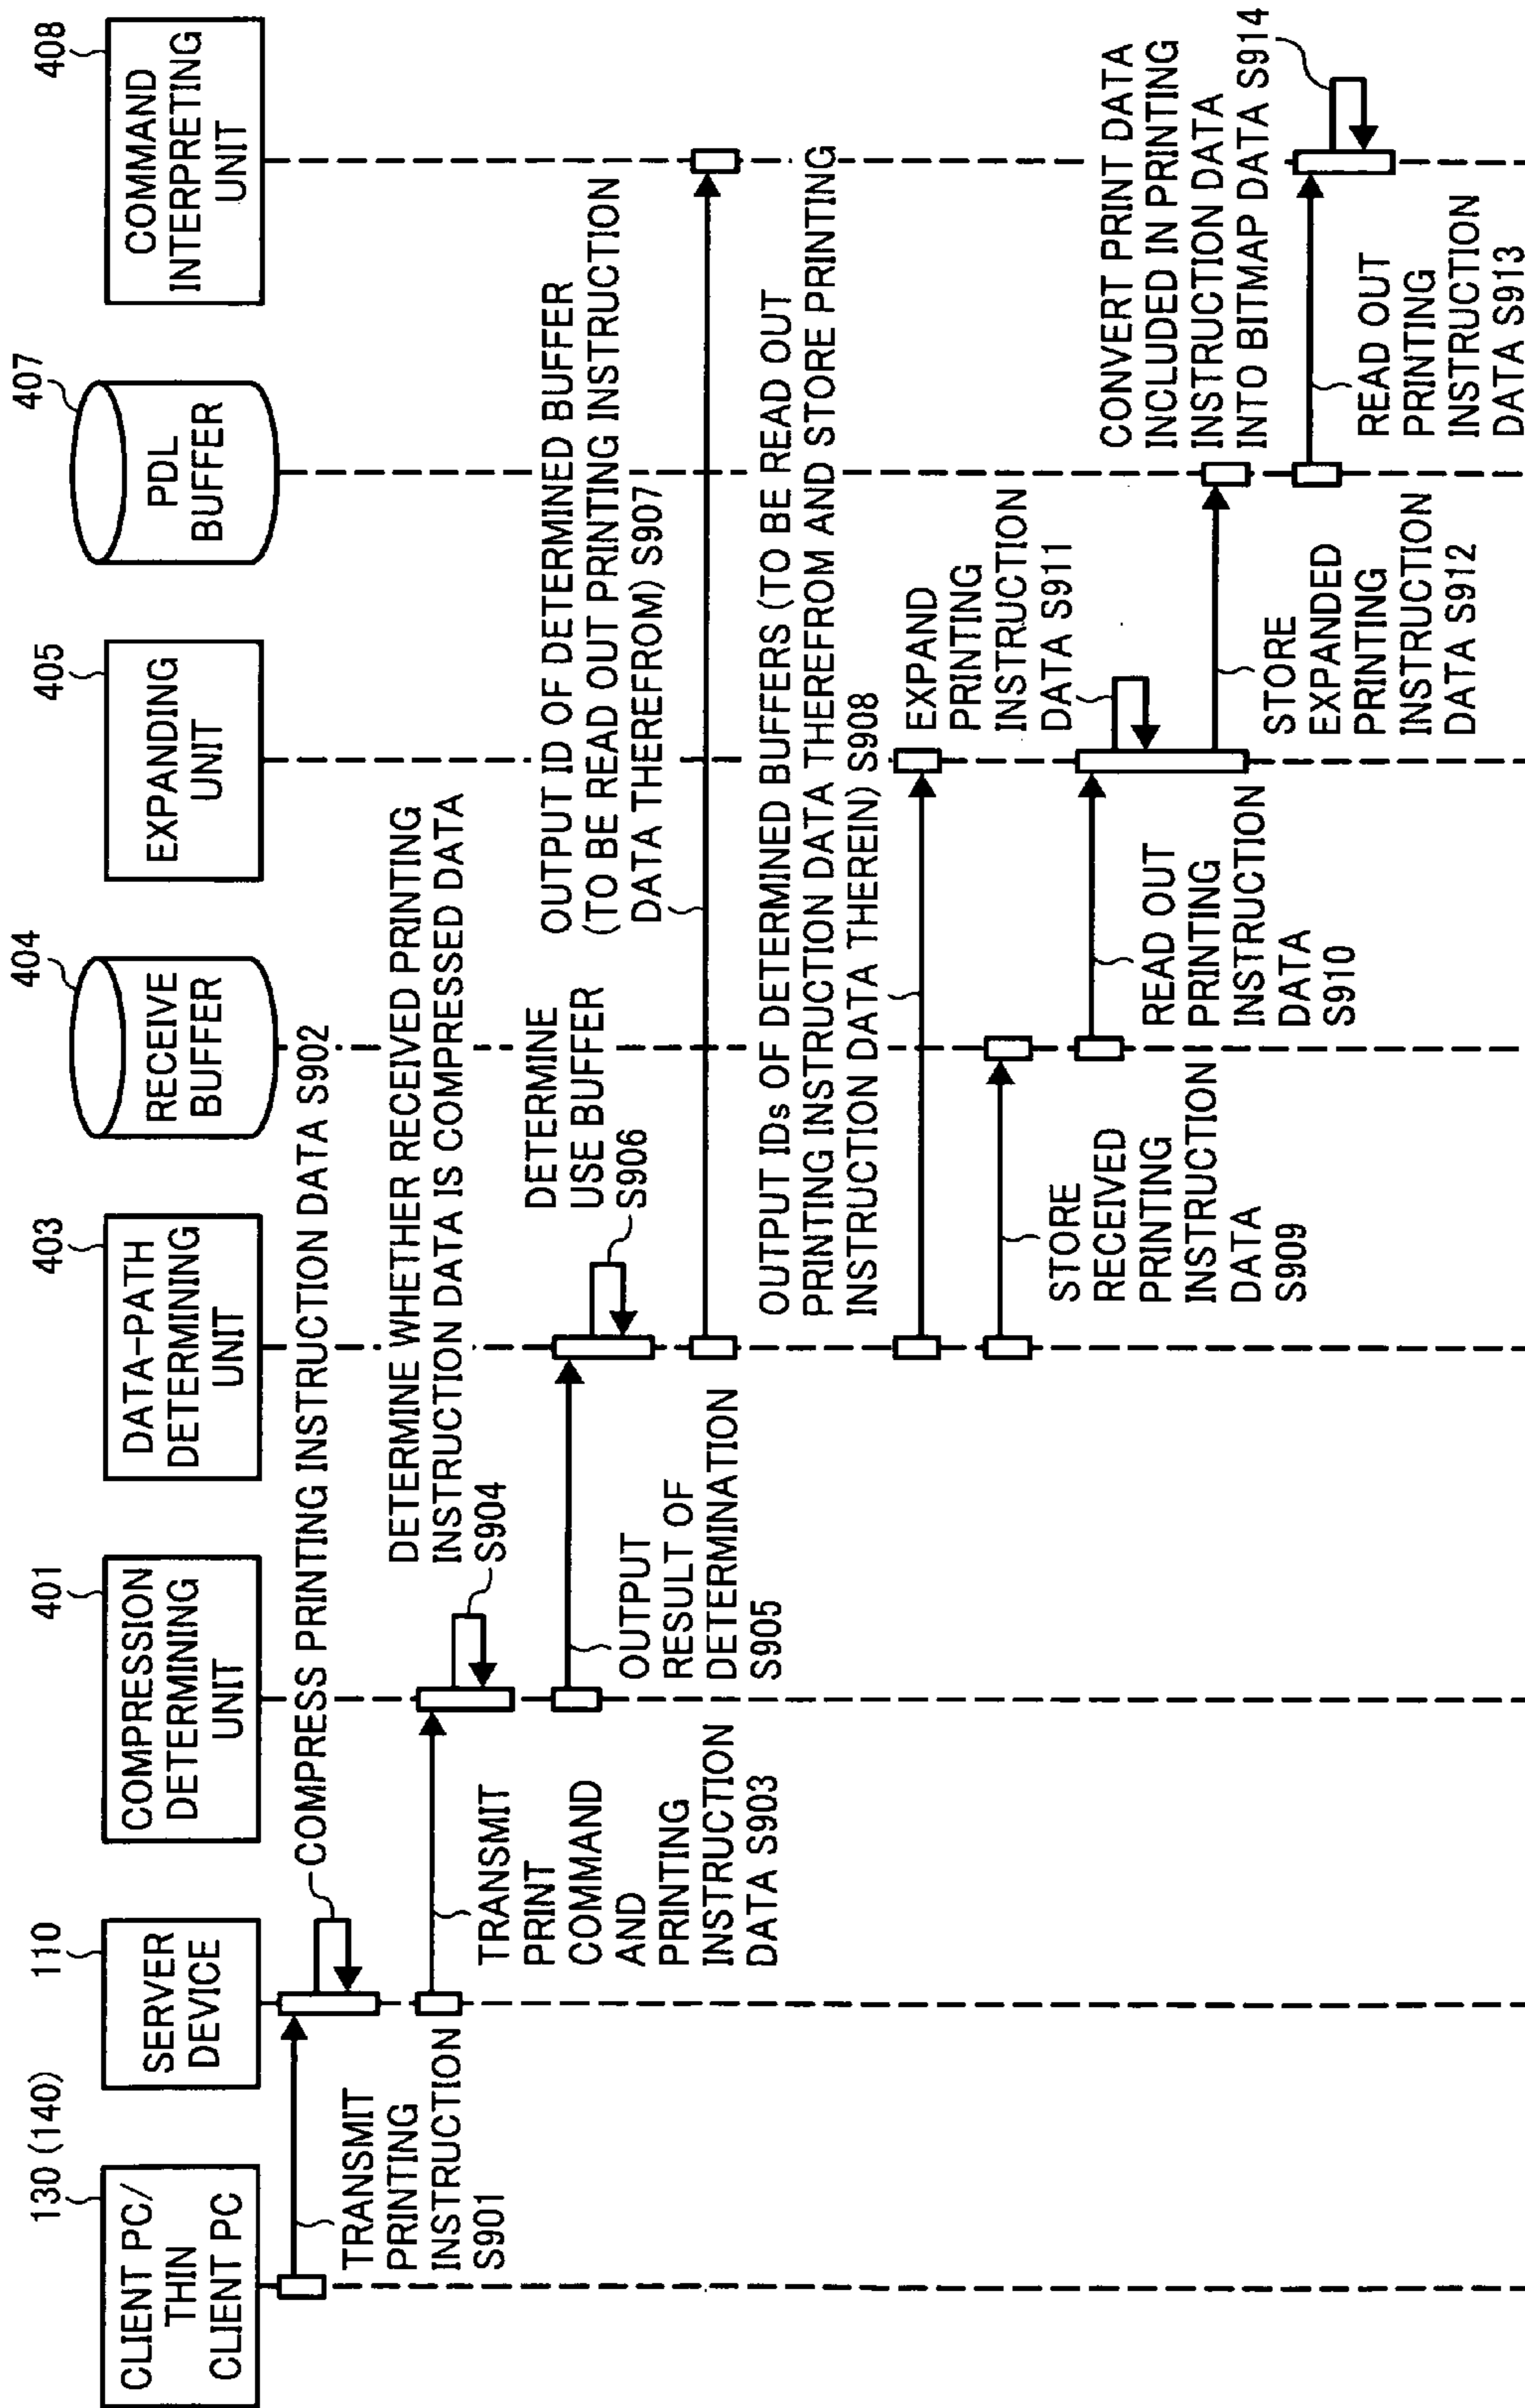 130 (140)
CLIENT PC/
THIN
CLIENT PC
110
SERVER
DEVICE
401
COMPRESSION
DETERMINING
UNIT
403
DATA-PATH
DETERMINING
UNIT
404
RECEIVE
BUFFER
405
EXPANDING
UNIT
407
PDL
BUFFER
408
COMMAND
INTERPRETING
UNIT
TRANSMIT
PRINTING
INSTRUCTION
S901
COMPRESS PRINTING INSTRUCTION DATA S902
TRANSMIT
PRINT
COMMAND
AND
PRINTING
INSTRUCTION
DATA S903
DETERMINE WHETHER RECEIVED PRINTING
INSTRUCTION DATA IS COMPRESSED DATA
S904
OUTPUT
RESULT OF
DETERMINATION
S905
DETERMINE
USE BUFFER
S906
OUTPUT ID OF DETERMINED BUFFER
(TO BE READ OUT PRINTING INSTRUCTION
DATA THEREFROM) S907
OUTPUT IDs OF DETERMINED BUFFERS (TO BE READ OUT
PRINTING INSTRUCTION DATA THEREFROM AND STORE PRINTING
INSTRUCTION DATA THEREIN) S908
STORE
RECEIVED
PRINTING
INSTRUCTION
DATA
S909
READ OUT
PRINTING
INSTRUCTION
DATA
S910
EXPAND
PRINTING
INSTRUCTION
DATA S911
STORE
EXPANDED
PRINTING
INSTRUCTION
DATA S912
READ OUT
PRINTING
INSTRUCTION
DATA S913
CONVERT PRINT DATA
INCLUDED IN PRINTING
INSTRUCTION DATA
INTO BITMAP DATA S914